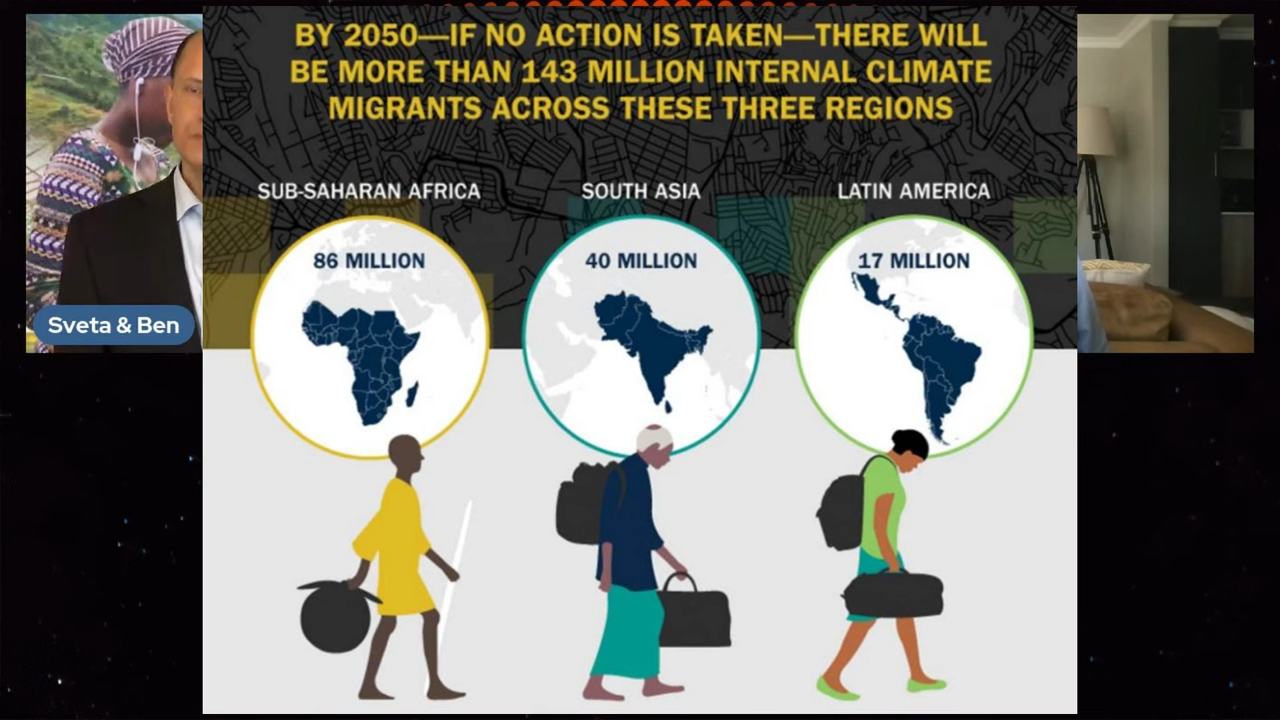 BY 2050—IF NO ACTION IS TAKEN—THERE WILL
BE MORE THAN 143 MILLION INTERNAL CLIMATE
MIGRANTS ACROSS THESE THREE REGIONS
SUB-SAHARAN AFRICA
SOUTH ASIA
LATIN AMERICA
86 MILLION
40 MILLION
17 MILLION
Sveta & Ben